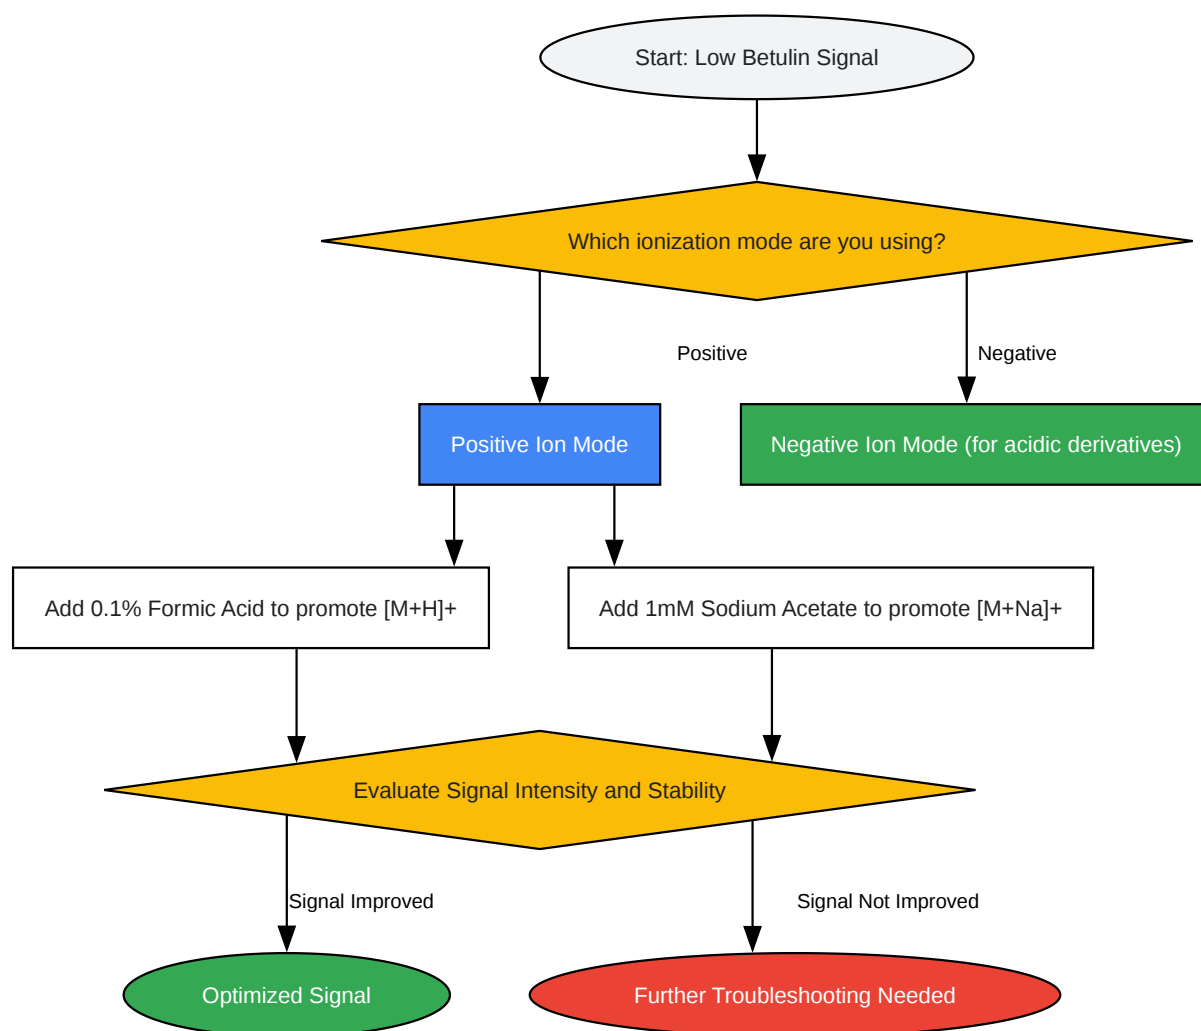 Start: Low Betulin Signal
Which ionization mode are you using?
Positive
Negative
Positive Ion Mode
Negative Ion Mode (for acidic derivatives)
Add 0.1% Formic Acid to promote [M+H]+
Add 1mM Sodium Acetate to promote [M+Na]+
Evaluate Signal Intensity and Stability
Signal Improved
Signal Not Improved
Optimized Signal
Further Troubleshooting Needed